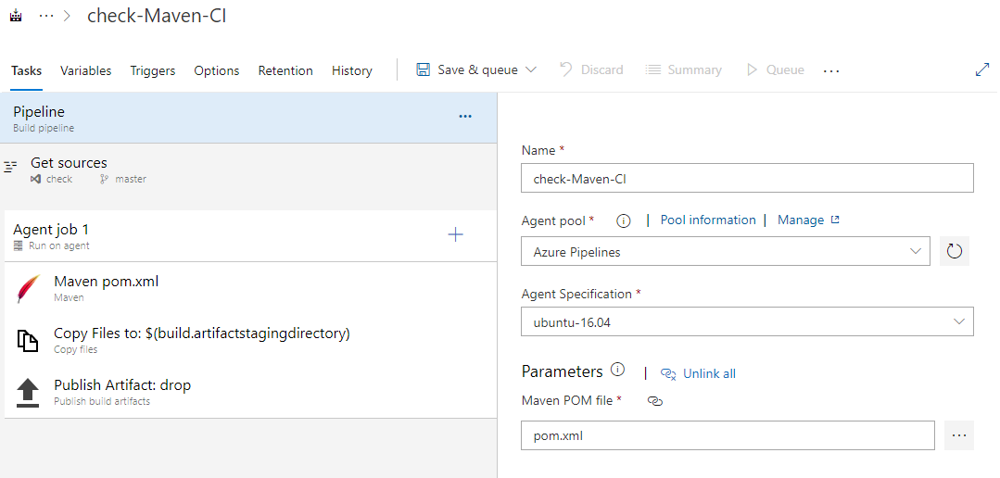 ... > check-Maven-CI
Tasks Variables Triggers Options Retention History Save & queue Discard Summary Queue ...
Pipeline ...
Build pipeline
Get sources
check master
Agent job 1
Run on agent
Maven pom.xml
Maven
Copy Files to: $(build.artifactstagingdirectory)
Copy files
Publish Artifact: drop
Publish build artifacts
Name *
check-Maven-CI
Agent pool * | Pool information | Manage
Azure Pipelines
Agent Specification *
ubuntu-16.04
Parameters | Unlink all
Maven POM file *
pom.xml ...